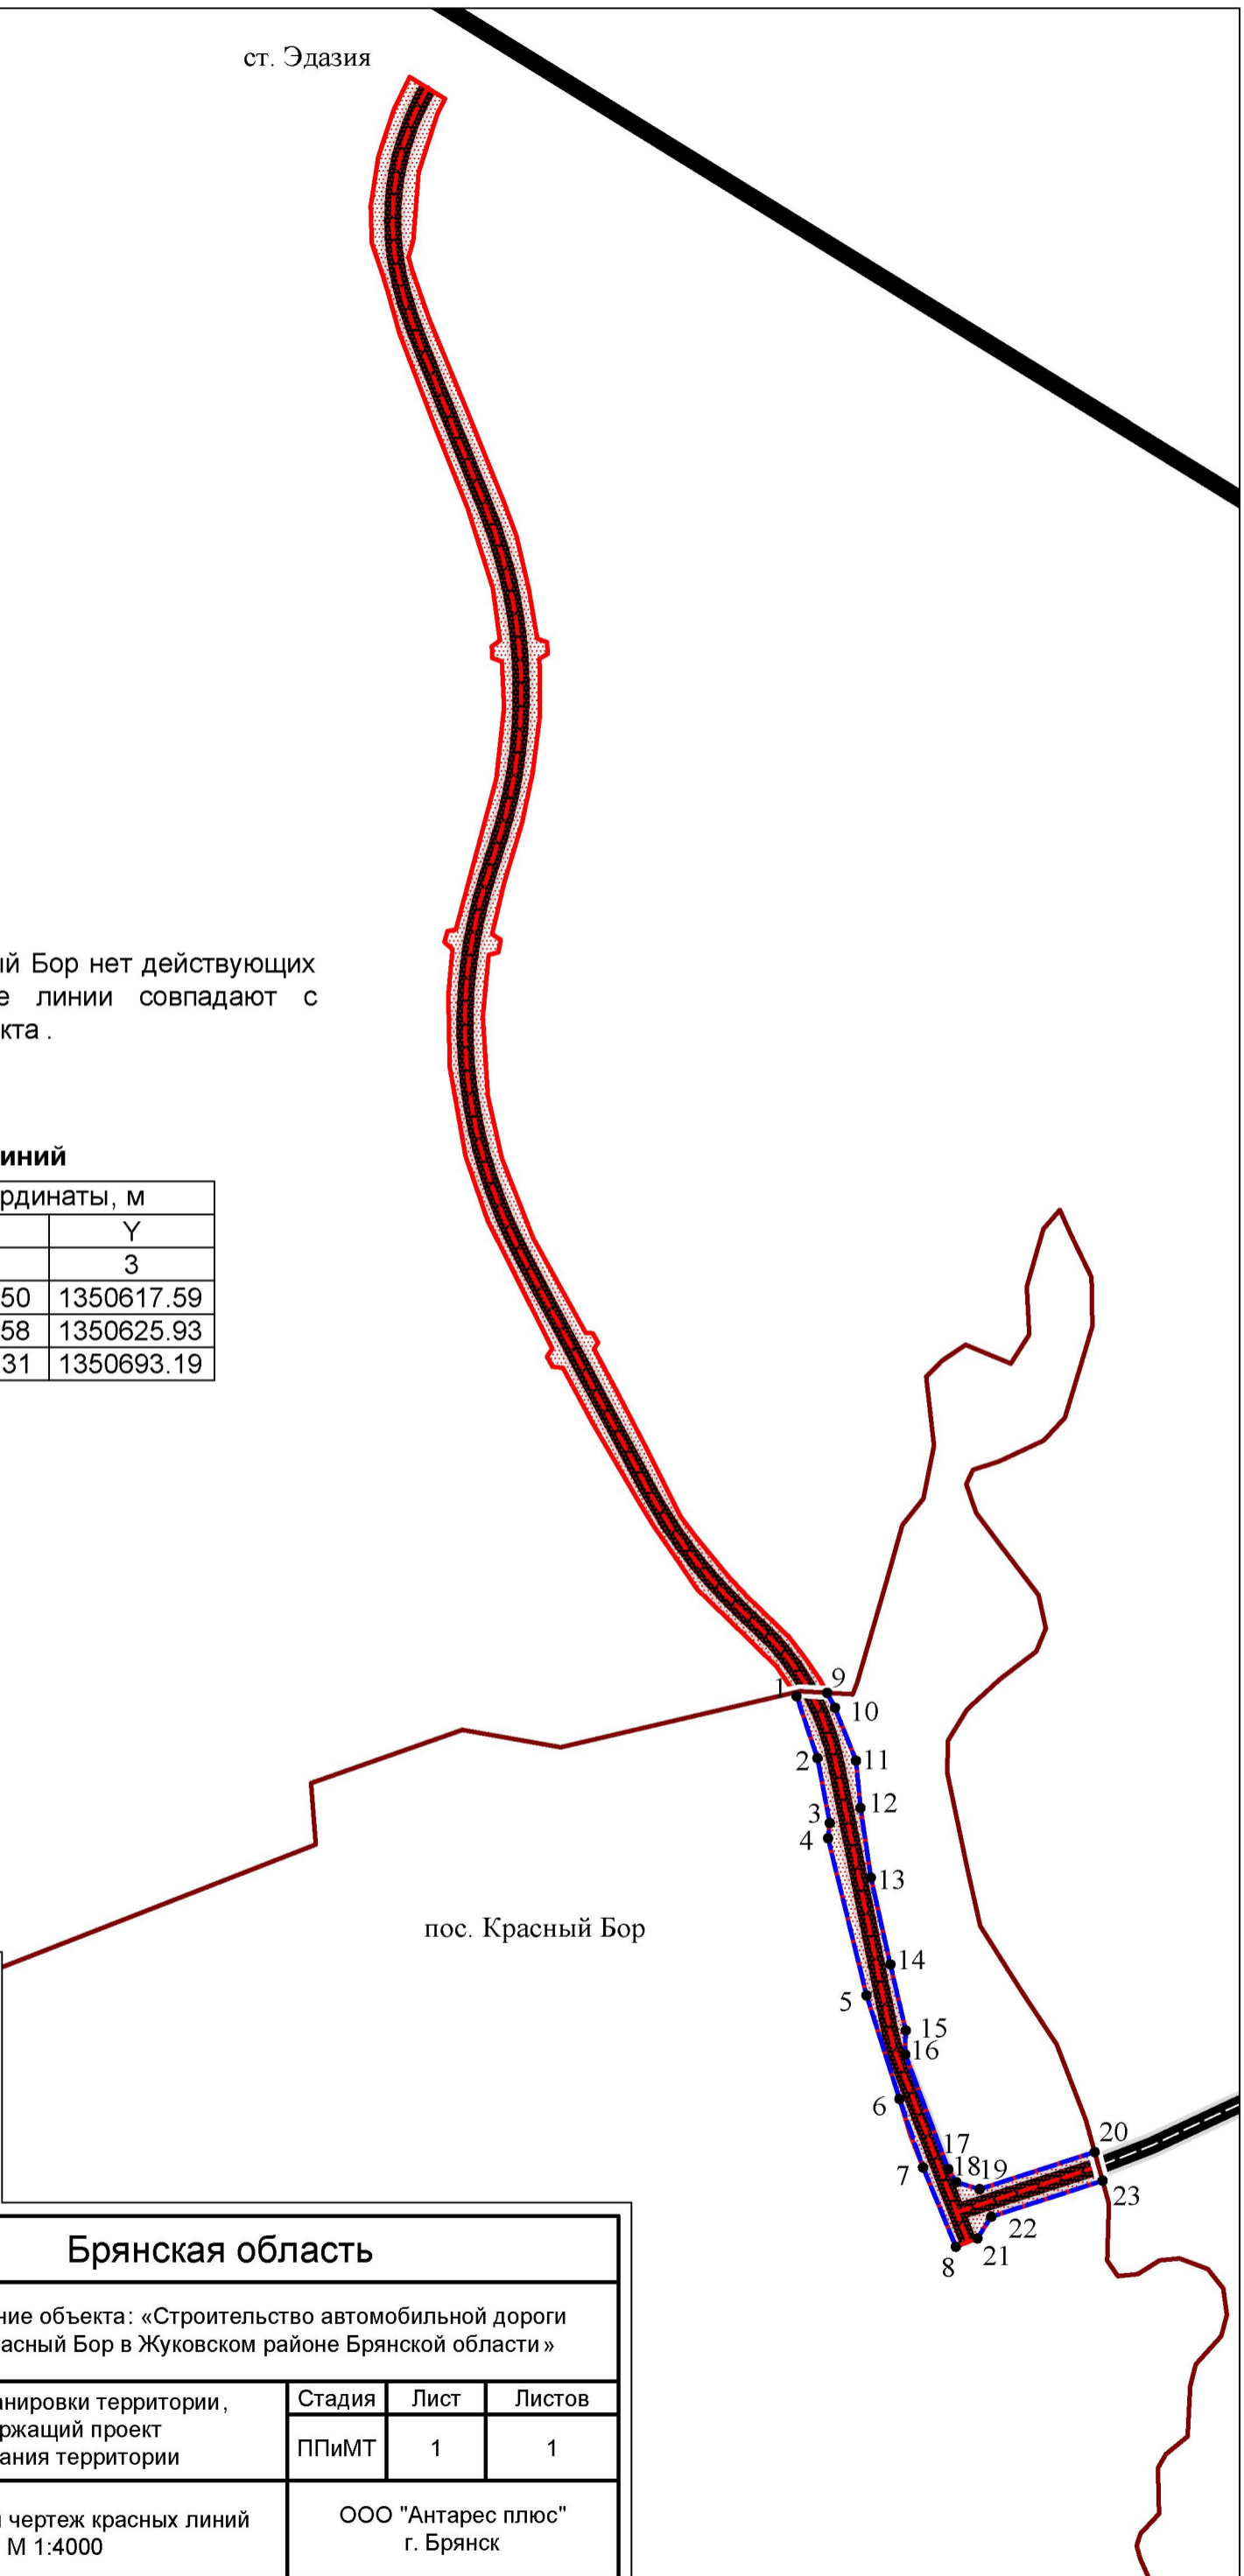 ст. Эдазия
ый Бор нет действующих
е линии совпадают с
кта .
иний
рдинаты, м
Y
3
50 1350617.59
58 1350625.93
31 1350693.19
1
9
10
2
11
12
3
4
13
пос. Красный Бор
14
5
15
16
6
20
17
7
18
19
23
22
21
8
Брянская область
ние объекта: «Строительство автомобильной дороги
асный Бор в Жуковском районе Брянской области»
анировки территории,
ржащий проект
ания территории
Стадия Лист Листов
ППиМТ 1 1
чертеж красных линий
М 1:4000
ООО "Антарес плюс"
г. Брянск